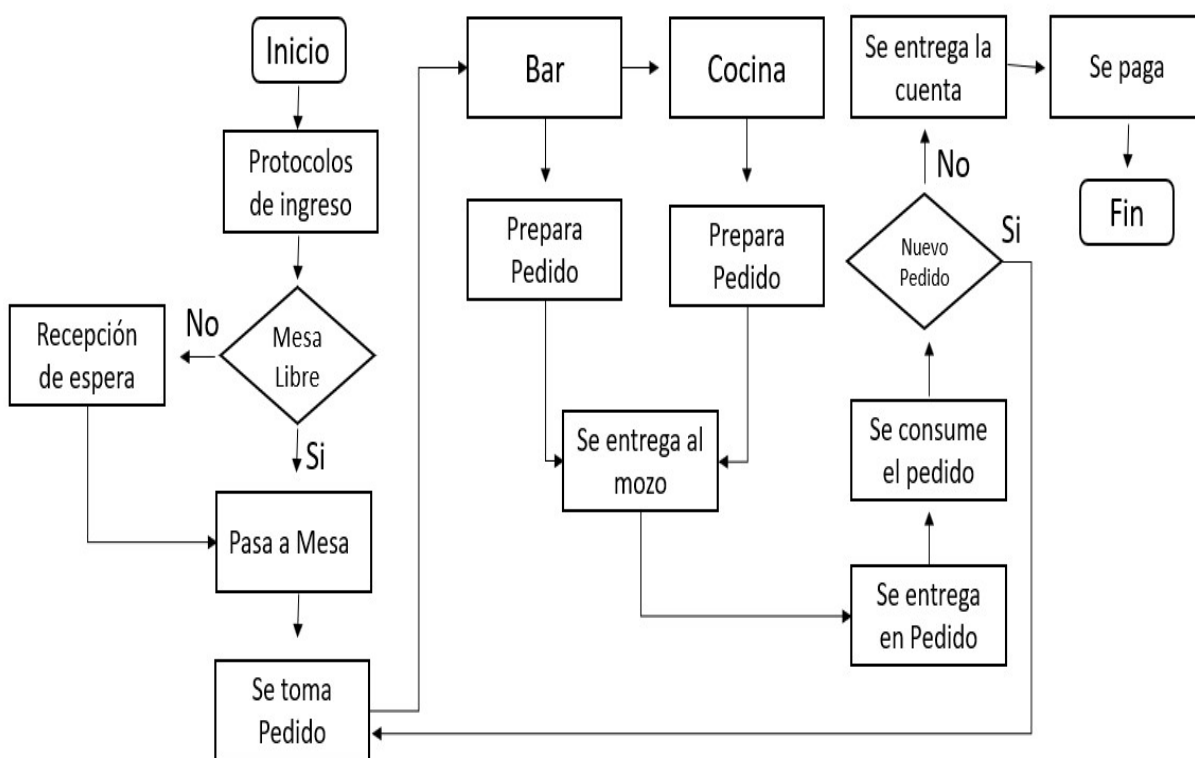 Inicio
Protocolos
de ingreso
Mesa
Libre
No
Recepción
de espera
Si
Pasa a Mesa
Se toma
Pedido
Bar
Cocina
Prepara
Pedido
Prepara
Pedido
Se entrega al
mozo
Se entrega
en Pedido
Se consume
el pedido
Nuevo
Pedido
Si
No
Se entrega la
cuenta
Se paga
Fin